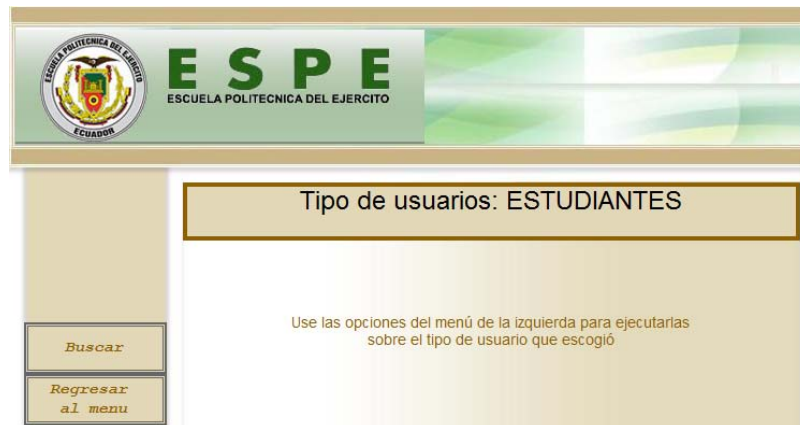 ESCUELA POLITECNICA DEL EJERCITO
ECUADOR
E S P E
ESCUELA POLITECNICA DEL EJERCITO
Tipo de usuarios: ESTUDIANTES
Use las opciones del menú de la izquierda para ejecutarlas
sobre el tipo de usuario que escogió
Buscar
Regresar
al menu